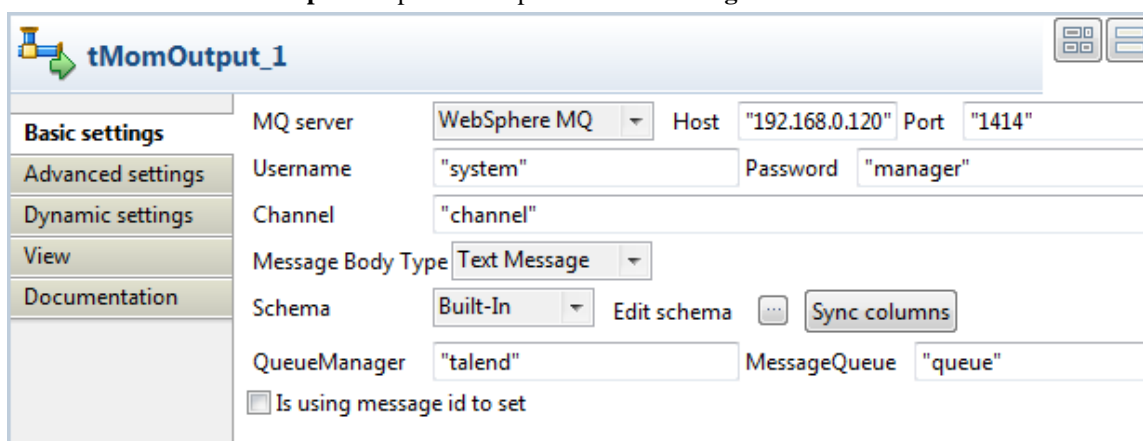 tMomOutput_1
Basic settings
Advanced settings
Dynamic settings
View
Documentation
MQ server WebSphere MQ Host "192.168.0.120" Port "1414"
Username "system" Password "manager"
Channel "channel"
Message Body Type Text Message
Schema Built-In Edit schema ... Sync columns
QueueManager "talend" MessageQueue "queue"
Is using message id to set